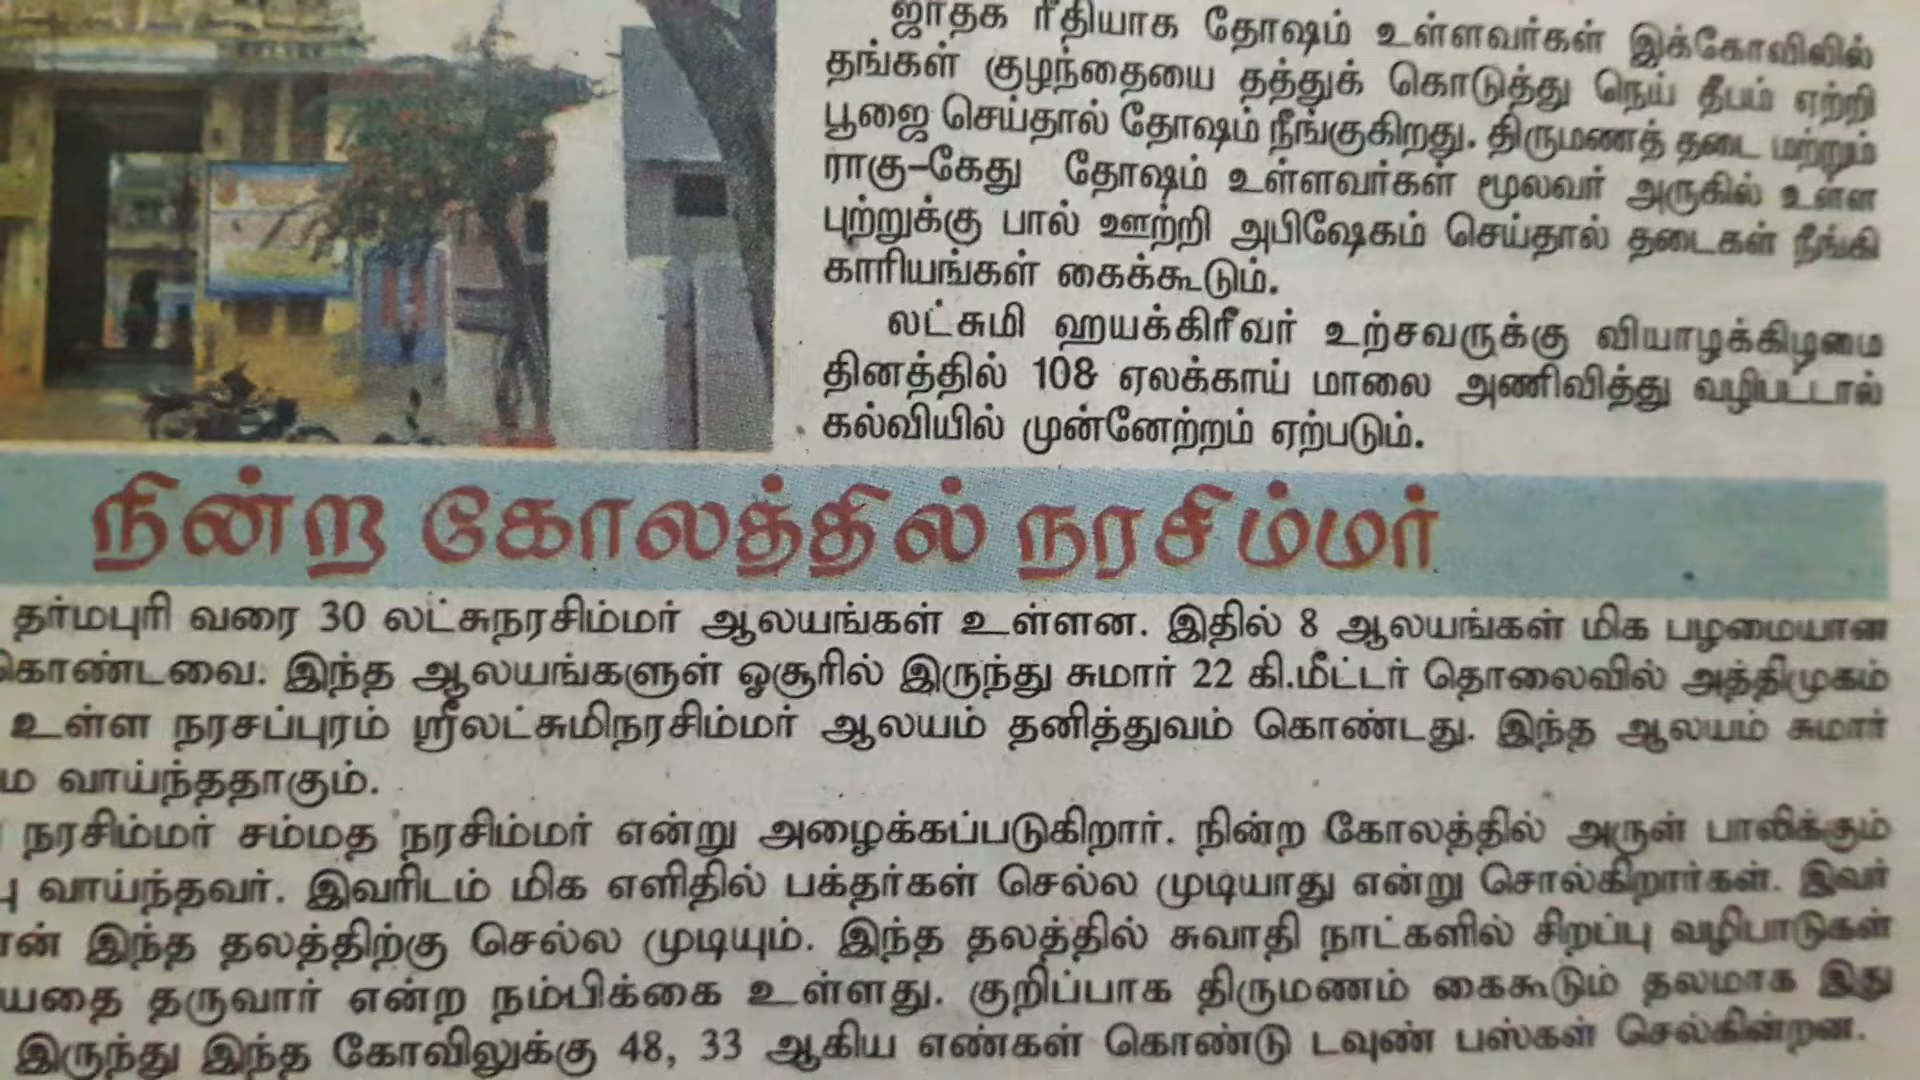 ஜாதக ரீதியாக தோஷம் உள்ளவர்கள் இக்கோவிலில்
தங்கள் குழந்தையை தத்துக் கொடுத்து நெய் தீபம் ஏற்றி
பூஜை செய்தால் தோஷம் நீங்குகிறது. திருமணத் தடை மற்றும்
ராகு-கேது தோஷம் உள்ளவர்கள் மூலவர் அருகில் உள்ள
புற்றுக்கு பால் ஊற்றி அபிஷேகம் செய்தால் தடைகள் நீங்கி
காரியங்கள் கைக்கூடும்.
லட்சுமி ஹயக்கிரீவர் உற்சவருக்கு வியாழக்கிழமை
தினத்தில் 108 ஏலக்காய் மாலை அணிவித்து வழிபட்டால்
கல்வியில் முன்னேற்றம் ஏற்படும்.
நின்ற கோலத்தில் நரசிம்மர்
தர்மபுரி வரை 30 லட்சுநரசிம்மர் ஆலயங்கள் உள்ளன. இதில் 8 ஆலயங்கள் மிக பழமையான
கொண்டவை. இந்த ஆலயங்களுள் ஓசூரில் இருந்து சுமார் 22 கி.மீட்டர் தொலைவில் அத்திமுகம்
உள்ள நரசப்புரம் ஸ்ரீலட்சுமிநரசிம்மர் ஆலயம் தனித்துவம் கொண்டது. இந்த ஆலயம் சுமார்
வாய்ந்ததாகும்.
நரசிம்மர் சம்மத நரசிம்மர் என்று அழைக்கப்படுகிறார். நின்ற கோலத்தில் அருள் பாலிக்கும்
வாய்ந்தவர். இவரிடம் மிக எளிதில் பக்தர்கள் செல்ல முடியாது என்று சொல்கிறார்கள். இவர்
இந்த தலத்திற்கு செல்ல முடியும். இந்த தலத்தில் சுவாதி நாட்களில் சிறப்பு வழிபாடுகள்
தருவார் என்ற நம்பிக்கை உள்ளது. குறிப்பாக திருமணம் கைகூடும் தலமாக இது
இருந்து இந்த கோவிலுக்கு 48, 33 ஆகிய எண்கள் கொண்டு டவுண் பஸ்கள் செல்கின்றன.